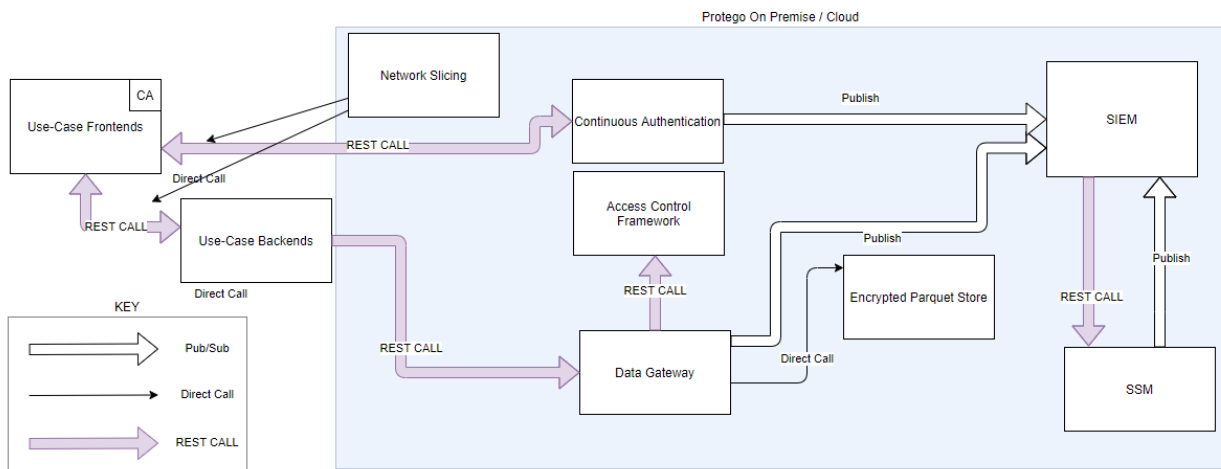 Protego On Premise / Cloud
Network Slicing
CA
Use-Case Frontends
Continuous Authentication
Publish
SIEM
REST CALL
Direct Call
Access Control
Framework
REST CALL
Use-Case Backends
Publish
Publish
Direct Call
REST CALL
Encrypted Parquet Store
REST CALL
KEY
Pub/Sub
REST CALL
Direct Call
Data Gateway
SSM
Direct Call
REST CALL